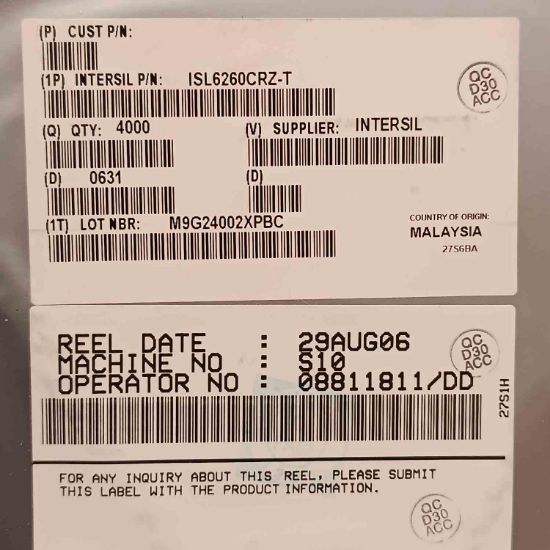 (P) CUST P/N:
(1P) INTERSIL P/N: ISL6260CRZ-T
QC
D30
ACC
(Q) QTY: 4000 (V) SUPPLIER: INTERSIL
(D) 0631 (D)
(1T) LOT NBR: M9G24002XPBC
COUNTRY OF ORIGIN:
MALAYSIA
27S6BA
REEL DATE : 29AUG06
MACHINE NO : S10
OPERATOR NO : 08811811/DD
QC
D30
ACC
27S1H
FOR ANY INQUIRY ABOUT THIS REEL, PLEASE SUBMIT
THIS LABEL WITH THE PRODUCT INFORMATION.
QC
D30
ACC